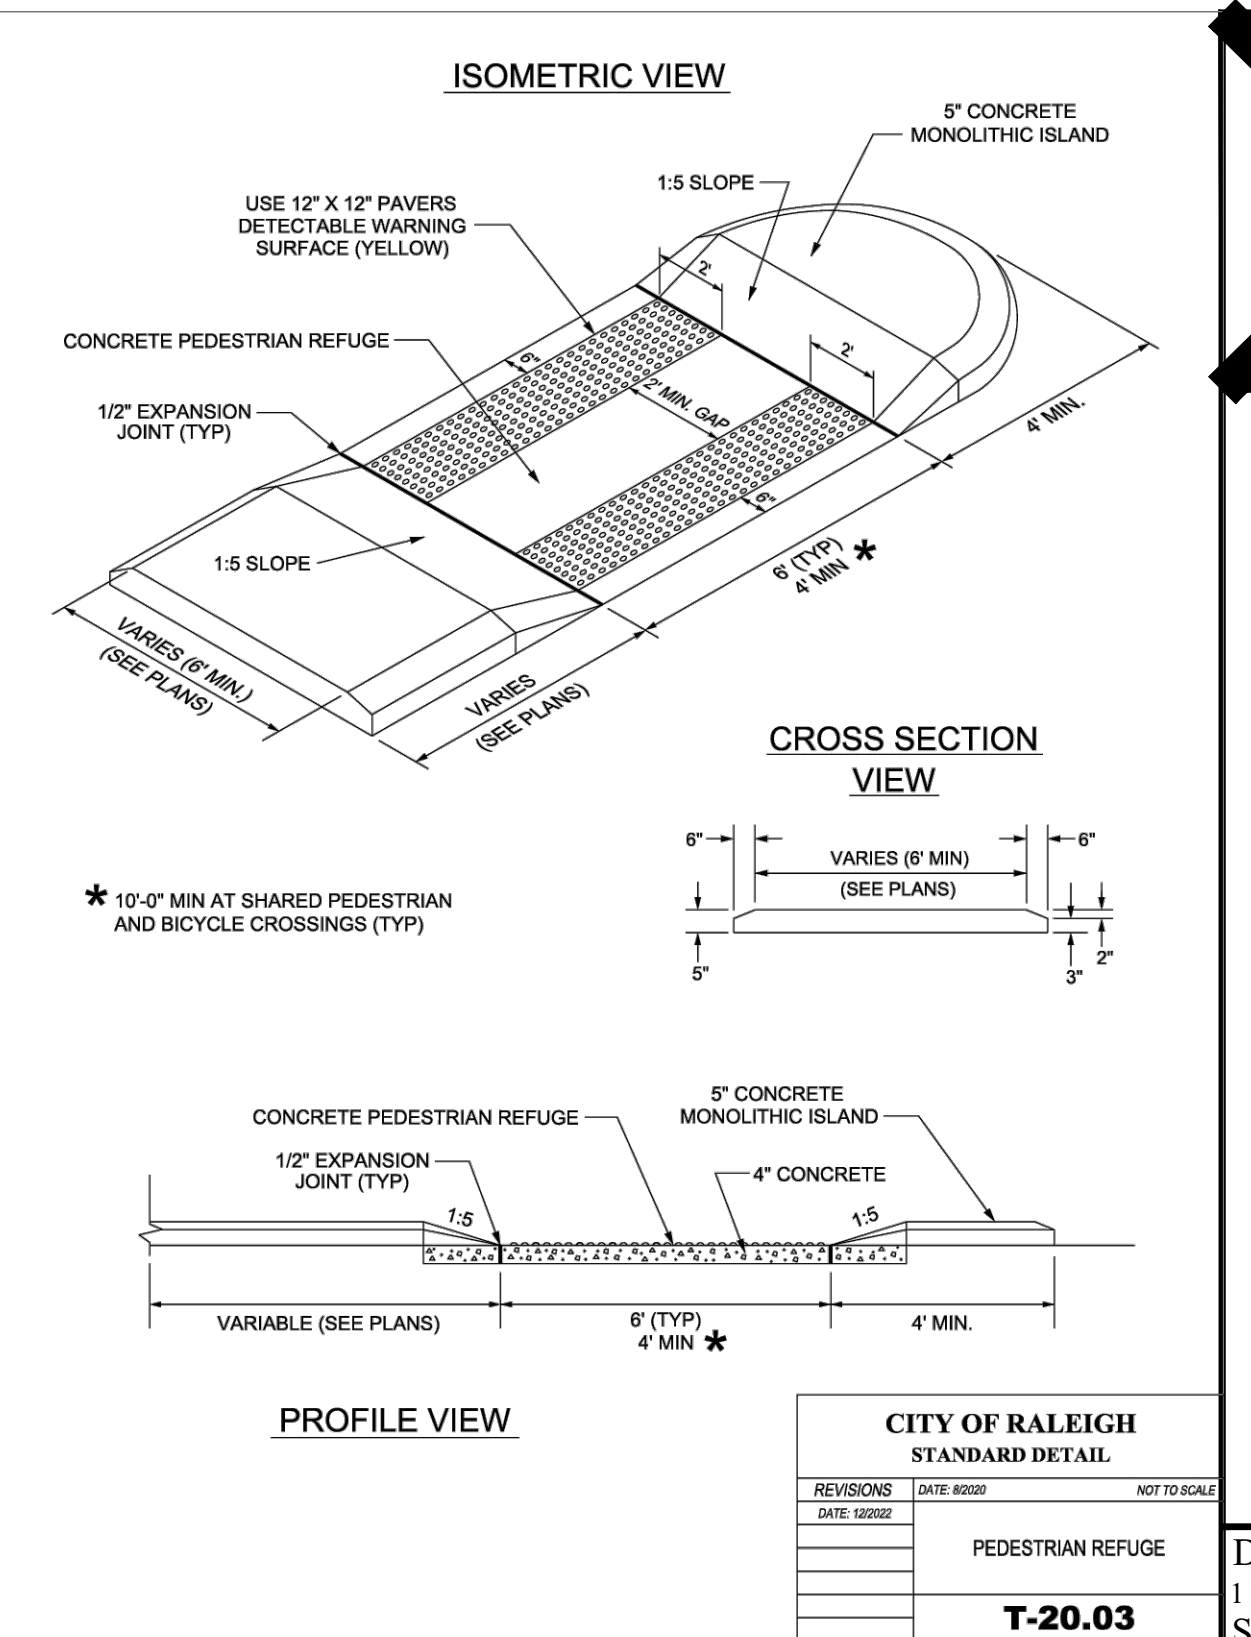 ISOMETRIC VIEW
5" CONCRETE
MONOLITHIC ISLAND
1:5 SLOPE
USE 12" X 12" PAVERS
DETECTABLE WARNING
SURFACE (YELLOW)
2'
CONCRETE PEDESTRIAN REFUGE
2'
6"
2' MIN. GAP
1/2" EXPANSION
JOINT (TYP)
4' MIN.
6"
1:5 SLOPE
6' (TYP)
4' MIN *
VARIES (6' MIN.)
(SEE PLANS)
VARIES
(SEE PLANS)
CROSS SECTION
VIEW
6"
6"
VARIES (6' MIN)
(SEE PLANS)
5"
2"
3"
* 10'-0" MIN AT SHARED PEDESTRIAN
AND BICYCLE CROSSINGS (TYP)
CONCRETE PEDESTRIAN REFUGE
5" CONCRETE
MONOLITHIC ISLAND
1/2" EXPANSION
JOINT (TYP)
4" CONCRETE
1:5
1:5
VARIABLE (SEE PLANS)
6' (TYP)
4' MIN *
4' MIN.
PROFILE VIEW
CITY OF RALEIGH
STANDARD DETAIL
REVISIONS
DATE: 8/2020
NOT TO SCALE
DATE: 12/2022
PEDESTRIAN REFUGE
T-20.03
D
1
S